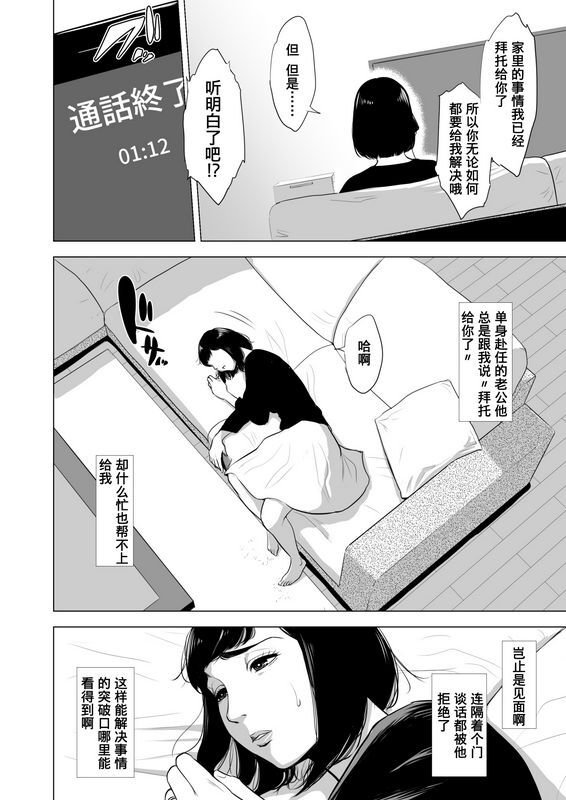 家里的事情我已经
拜托给你了
所以你无论如何
都要给我解决哦
但 但是……
听明白了吧!?
通話終了
01:12
单身赴任的老公他
总是跟我说〃拜托
给你了〃
哈啊
ドサッ
却什么忙也帮不上
给我
岂止是见面啊
连隔着个门
谈话都被他
拒绝了
这样能解决事情
的突破口哪里能
看得到啊